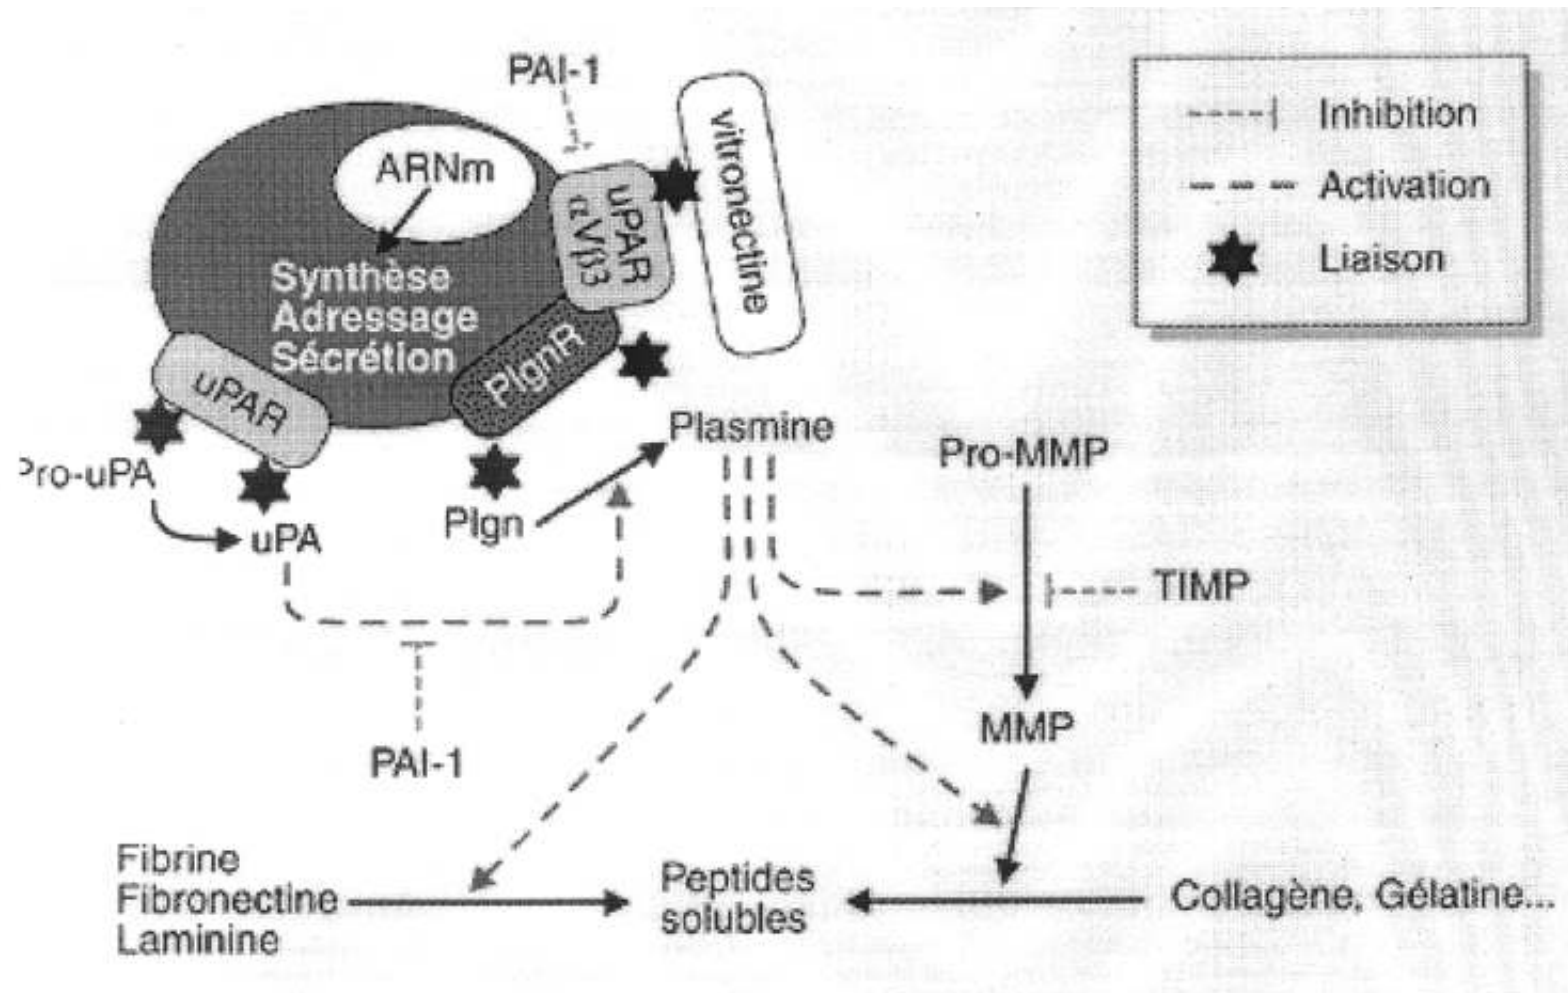 PAI-1
ARNm
Synthèse
Adressage
Sécrétion
uPAR
αVβ3
vitronectine
PlgnR
uPAR
Pro-uPA
uPA
Plgn
Plasmine
Pro-MMP
TIMP
MMP
PAI-1
Fibrine
Fibronectine
Laminine
Peptides
solubles
Collagène, Gélatine...
Inhibition
Activation
Liaison